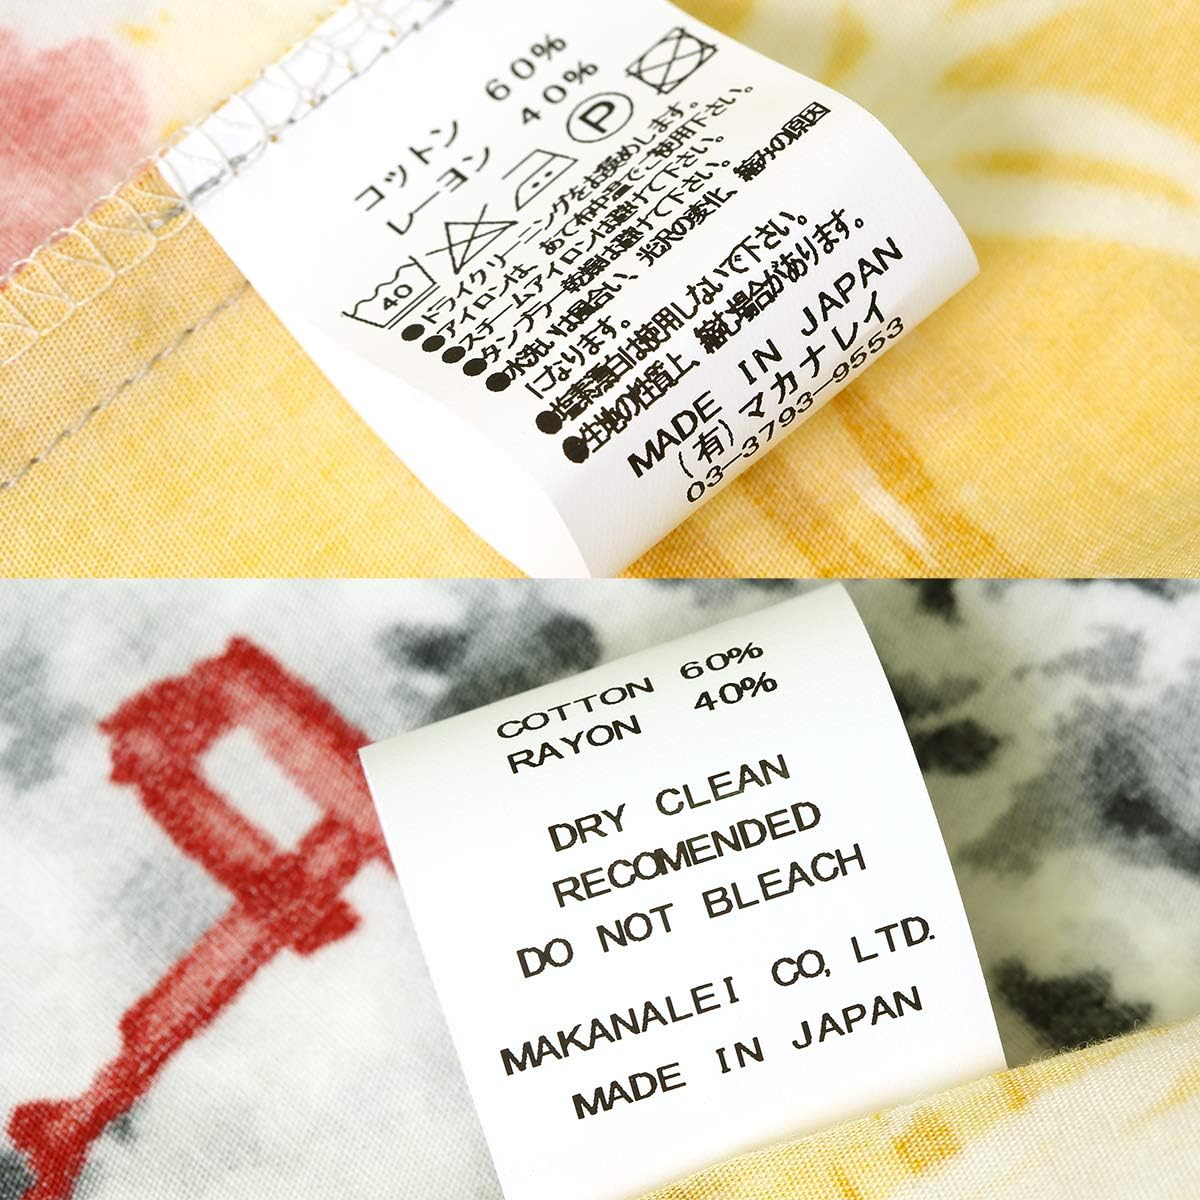 コットン 60%
レーヨン 40%
40 P
●ドライクリーニングをお奨めします。
●アイロンは、あて布中温でご使用下さい。
●スチームアイロンは避けて下さい。
●タンブラー乾燥はお避けて下さい。
●水洗いは風合い、光沢の変化、縮みの原因
になります。
●塩素漂白は使用しないで下さい。
●生地の性質上、縮む場合があります。
MADE IN JAPAN
(有)マカナレイ
03-3793-9553
COTTON 60%
RAYON 40%
DRY CLEAN
RECOMENDED
DO NOT BLEACH
MAKANALEI CO, LTD.
MADE IN JAPAN